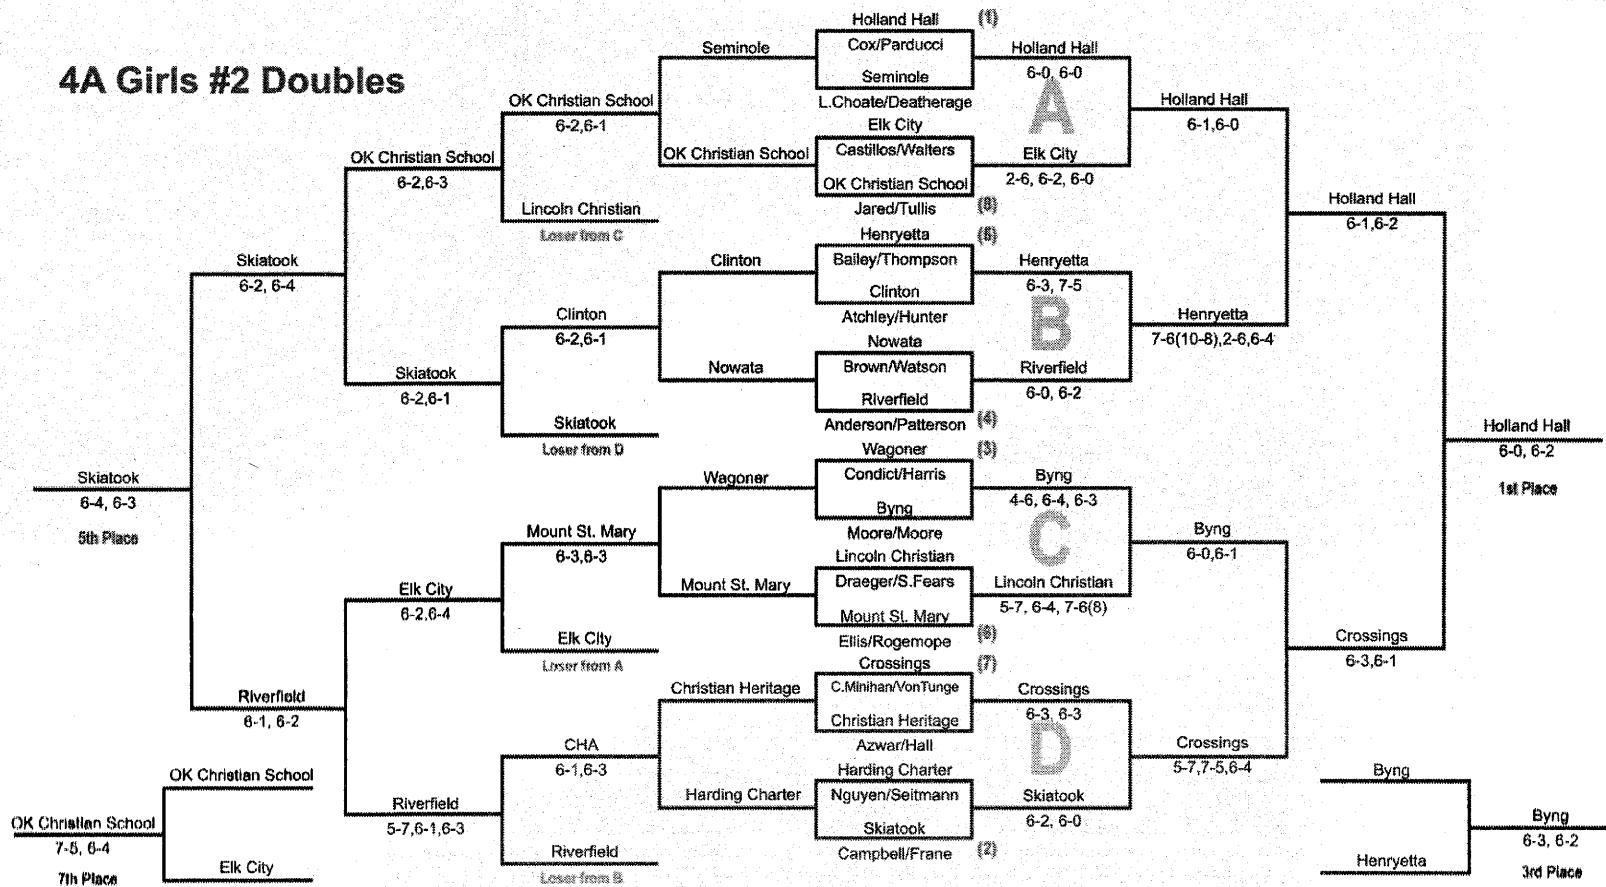 4A Girls #2 Doubles
Holland Hall (1)
Cox/Parducci
Seminole
L.Choate/Deatherage
Elk City
Castillos/Walters
OK Christian School
Jared/Tullis
Henryetta
Bailey/Thompson
Clinton
Atchley/Hunter
Nowata
Brown/Watson
Riverfield
Anderson/Patterson (4)
Wagoner (3)
Condict/Harris
Byng
Moore/Moore
Lincoln Christian
Draeger/S.Fears
Mount St. Mary
Ellis/Rogemope
Crossings (7)
C.Minihan/VonTunge
Christian Heritage
Azwar/Hall
Harding Charter
Nguyen/Seitmann
Skiatook
Campbell/Frane (2)
Holland Hall
6-0, 6-0
A
Elk City
2-6, 6-2, 6-0
Henryetta
6-3, 7-5
B
Riverfield
6-0, 6-2
Byng
4-6, 6-4, 6-3
C
Lincoln Christian
5-7, 6-4, 7-6(8)
Crossings
6-3, 6-3
D
Skiatook
6-2, 6-0
Holland Hall
6-1,6-0
Henryetta
7-6(10-8),2-6,6-4
Byng
6-0,6-1
Crossings
5-7,7-5,6-4
Holland Hall
6-1,6-2
Crossings
6-3,6-1
Holland Hall
6-0, 6-2
1st Place
Byng
Henryetta
Byng
6-3, 6-2
3rd Place
Seminole
OK Christian School
Clinton
Nowata
Wagoner
Mount St. Mary
Christian Heritage
Harding Charter
OK Christian School
6-2,6-1
Lincoln Christian
Loser from C
Clinton
6-2,6-1
Skiatook
Loser from D
Mount St. Mary
6-3,6-3
Elk City
Loser from A
CHA
6-1,6-3
Riverfield
Loser from B
OK Christian School
6-2,6-3
Skiatook
6-2,6-1
Elk City
6-2,6-4
Riverfield
5-7,6-1,6-3
Skiatook
6-2, 6-4
Riverfield
6-1, 6-2
Skiatook
6-4, 6-3
5th Place
OK Christian School
Elk City
OK Christian School
7-5, 6-4
7th Place